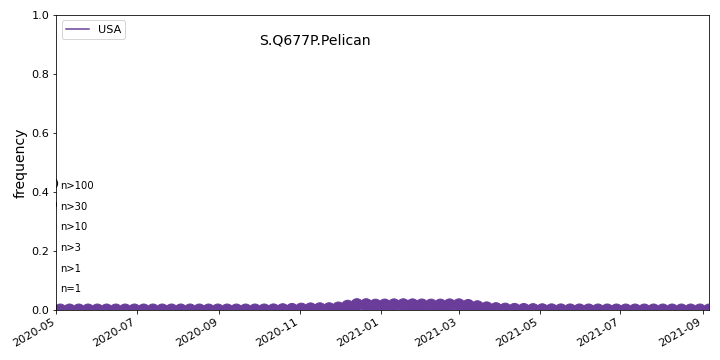 S.Q677P.Pelican
USA
frequency
1.0
0.8
0.6
0.4
0.2
0.0
n>100
n>30
n>10
n>3
n>1
n=1
2020-05
2020-07
2020-09
2020-11
2021-01
2021-03
2021-05
2021-07
2021-09